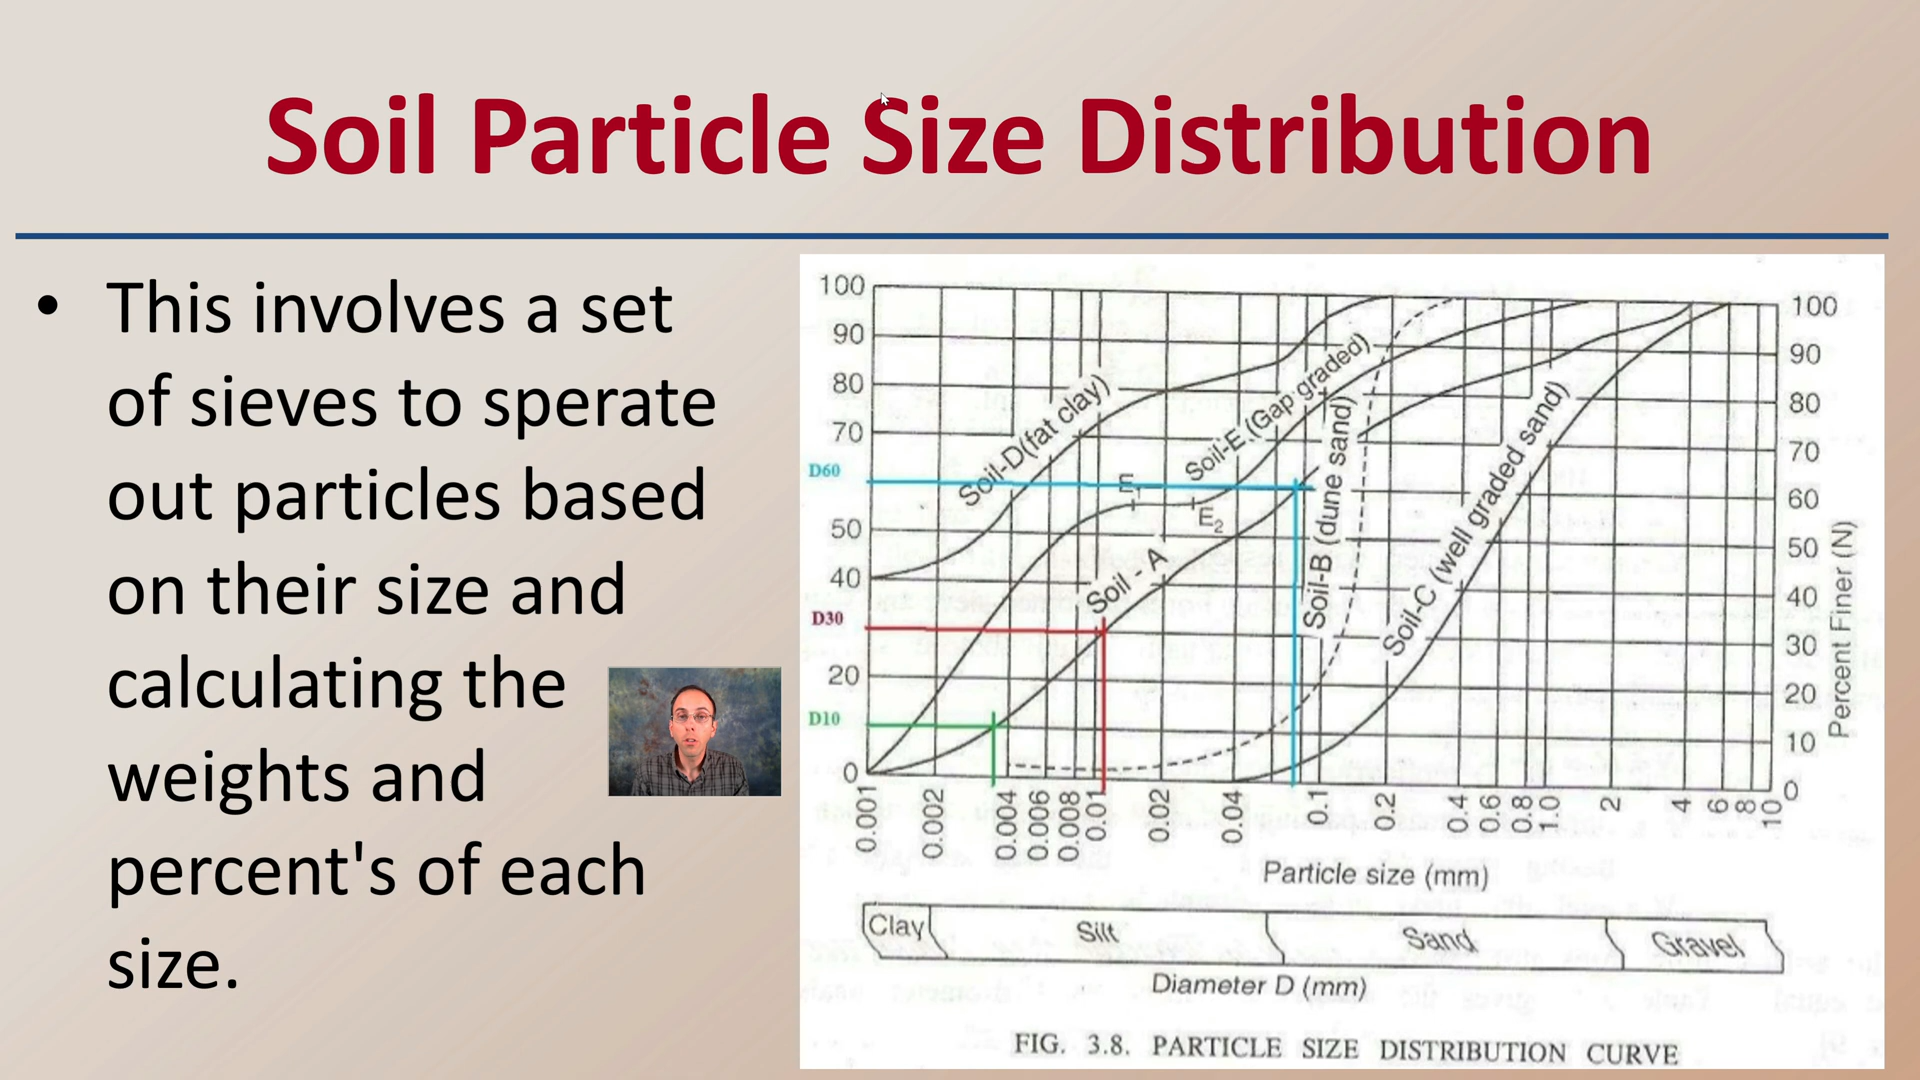 Soil Particle Size Distribution
• This involves a set
of sieves to sperate
out particles based
on their size and
calculating the
weights and
percent's of each
size.
100
90
80
70
D60
50
40
D30
20
D10
0
100
90
80
70
60
50
40
30
20
10
0
Percent Finer (N)
Soil-D(fat clay)
Soil-E (Gap graded)
E1
E2
Soil - A
Soil-B (dune sand)
Soil-C (well graded sand)
0.001 0.002 0.004 0.006 0.008 0.01 0.002 0.04 0.1 0.2 0.4 0.6 0.8 1.0 2 4 6 8 10
Particle size (mm)
Clay Silt Sand Gravel
Diameter D (mm)
FIG. 3.8. PARTICLE SIZE DISTRIBUTION CURVE